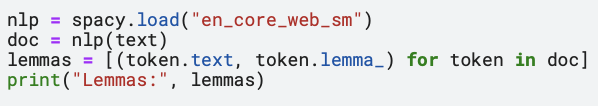 nlp = spacy.load("en_core_web_sm")
doc = nlp(text)
lemmas = [(token.text, token.lemma_) for token in doc]
print("Lemmas:", lemmas)